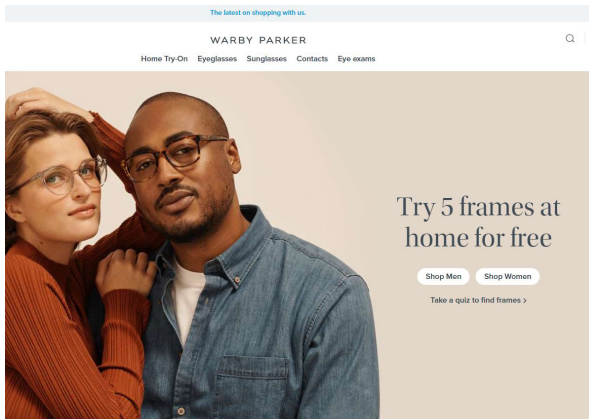 The latest on shopping with us.
WARBY PARKER
Home Try-On Eyeglasses Sunglasses Contacts Eye exams
Try 5 frames at
home for free
Shop Men Shop Women
Take a quiz to find frames >